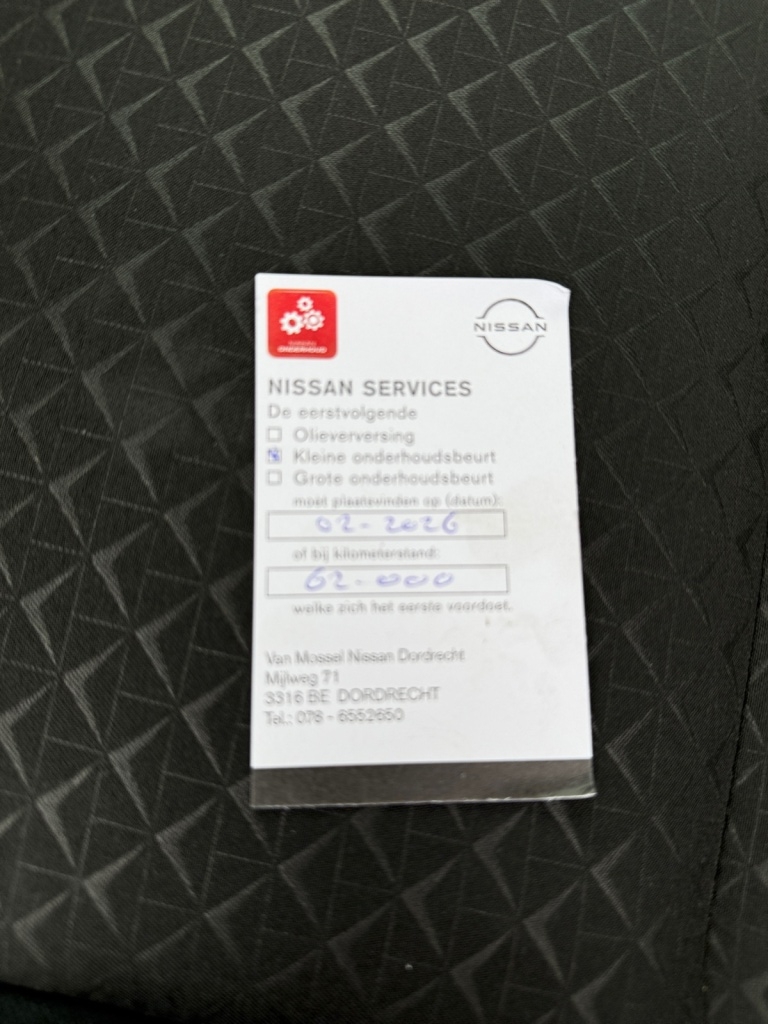 ONDERHOUD
NISSAN
NISSAN SERVICES
De eerstvolgende
Olieverversing
Kleine onderhoudsbeurt
Grote onderhoudsbeurt
moet plaatsvinden op (datum):
02-2026
of bij kilometerstand:
62.000
welke zich het eerste voordoet.
Van Mossel Nissan Dordrecht
Mijlweg 71
3316 BE DORDRECHT
Tel.: 078 - 6552650